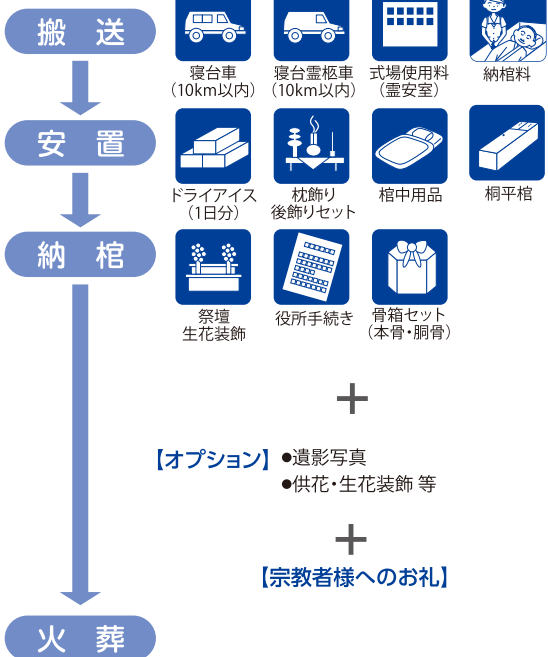 搬 送
寝台車
(10km以内)
寝台霊柩車
(10km以内)
式場使用料
(霊安室)
納棺料
安 置
ドライアイス
(1日分)
枕飾り
後飾りセット
棺中用品
桐平棺
納 棺
祭壇
生花装飾
役所手続き
骨箱セット
(本骨・胴骨)
+
【オプション】
●遺影写真
●供花・生花装飾 等
+
【宗教者様へのお礼】
火 葬